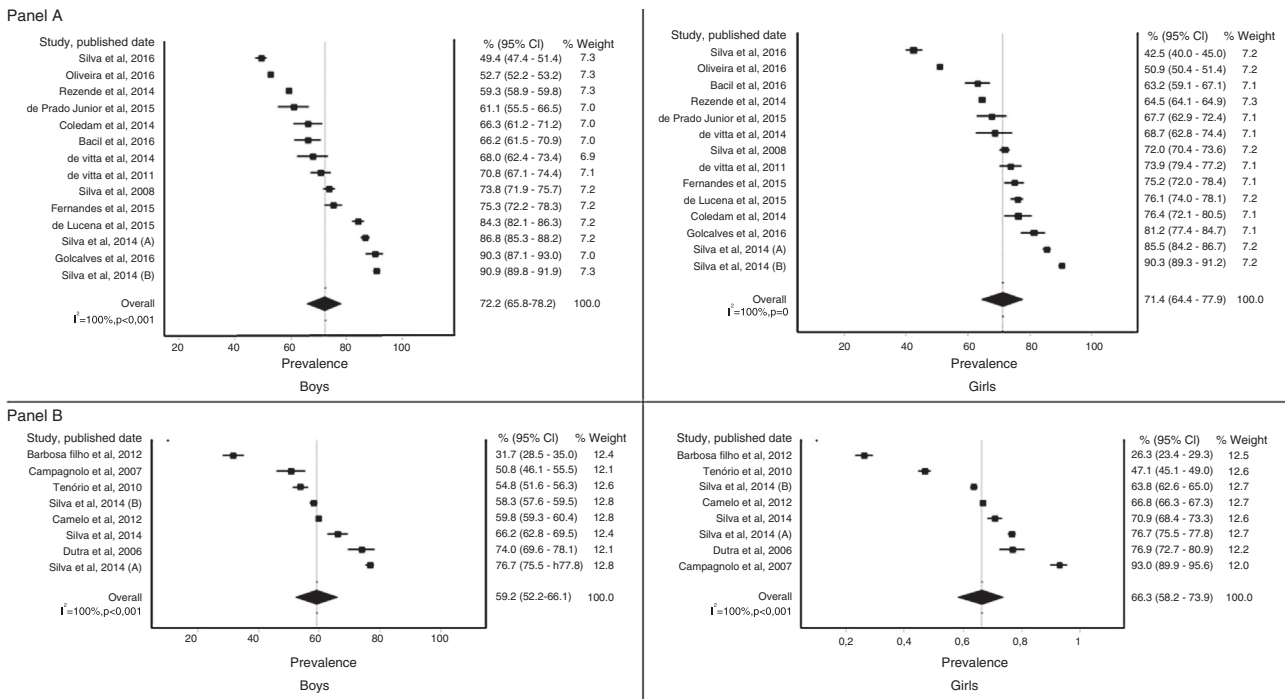 Panel A
Study, published date % (95% CI) % Weight
Silva et al, 2016 49.4 (47.4 - 51.4) 7.3
Oliveira et al, 2016 52.7 (52.2 - 53.2) 7.3
Rezende et al, 2014 59.3 (58.9 - 59.8) 7.3
de Prado Junior et al, 2015 61.1 (55.5 - 66.5) 7.0
Coledam et al, 2014 66.3 (61.2 - 71.2) 7.0
Bacil et al, 2016 66.2 (61.5 - 70.9) 7.0
de vitta et al, 2014 68.0 (62.4 - 73.4) 6.9
de vitta et al, 2011 70.8 (67.1 - 74.4) 7.1
Silva et al, 2008 73.8 (71.9 - 75.7) 7.2
Fernandes et al, 2015 75.3 (72.2 - 78.3) 7.2
de Lucena et al, 2015 84.3 (82.1 - 86.3) 7.2
Silva et al, 2014 (A) 86.8 (85.3 - 88.2) 7.2
Golcalves et al, 2016 90.3 (87.1 - 93.0) 7.0
Silva et al, 2014 (B) 90.9 (89.8 - 91.9) 7.3
Overall 72.2 (65.8-78.2) 100.0
I²=100%,p<0,001
20 40 60 80 100
Prevalence
Boys
Study, published date % (95% CI) % Weight
Silva et al, 2016 42.5 (40.0 - 45.0) 7.2
Oliveira et al, 2016 50.9 (50.4 - 51.4) 7.2
Bacil et al, 2016 63.2 (59.1 - 67.1) 7.1
Rezende et al, 2014 64.5 (64.1 - 64.9) 7.3
de Prado Junior et al, 2015 67.7 (62.9 - 72.4) 7.1
de vitta et al, 2014 68.7 (62.8 - 74.4) 7.1
Silva et al, 2008 72.0 (70.4 - 73.6) 7.2
de vitta et al, 2011 73.9 (79.4 - 77.2) 7.1
Fernandes et al, 2015 75.2 (72.0 - 78.4) 7.1
de Lucena et al, 2015 76.1 (74.0 - 78.1) 7.2
Coledam et al, 2014 76.4 (72.1 - 80.5) 7.1
Golcalves et al, 2016 81.2 (77.4 - 84.7) 7.1
Silva et al, 2014 (A) 85.5 (84.2 - 86.7) 7.2
Silva et al, 2014 (B) 90.3 (89.3 - 91.2) 7.2
Overall 71.4 (64.4 - 77.9) 100.0
I²=100%,p=0
20 40 60 80 100
Prevalence
Girls
Panel B
Study, published date % (95% CI) % Weight
Barbosa filho et al, 2012 31.7 (28.5 - 35.0) 12.4
Campagnolo et al, 2007 50.8 (46.1 - 55.5) 12.1
Tenório et al, 2010 54.8 (51.6 - 56.3) 12.6
Silva et al, 2014 (B) 58.3 (57.6 - 59.5) 12.8
Camelo et al, 2012 59.8 (59.3 - 60.4) 12.8
Silva et al, 2014 66.2 (62.8 - 69.5) 12.4
Dutra et al, 2006 74.0 (69.6 - 78.1) 12.1
Silva et al, 2014 (A) 76.7 (75.5 - h77.8) 12.8
Overall 59.2 (52.2-66.1) 100.0
I²=100%,p<0,001
20 40 60 80 100
Prevalence
Boys
Study, published date % (95% CI) % Weight
Barbosa filho et al, 2012 26.3 (23.4 - 29.3) 12.5
Tenório et al, 2010 47.1 (45.1 - 49.0) 12.6
Silva et al, 2014 (B) 63.8 (62.6 - 65.0) 12.7
Camelo et al, 2012 66.8 (66.3 - 67.3) 12.7
Silva et al, 2014 70.9 (68.4 - 73.3) 12.6
Silva et al, 2014 (A) 76.7 (75.5 - 77.8) 12.7
Dutra et al, 2006 76.9 (72.7 - 80.9) 12.2
Campagnolo et al, 2007 93.0 (89.9 - 95.6) 12.0
Overall 66.3 (58.2 - 73.9) 100.0
I²=100%,p<0,001
0,2 0,4 0,6 0,8 1
Prevalence
Girls